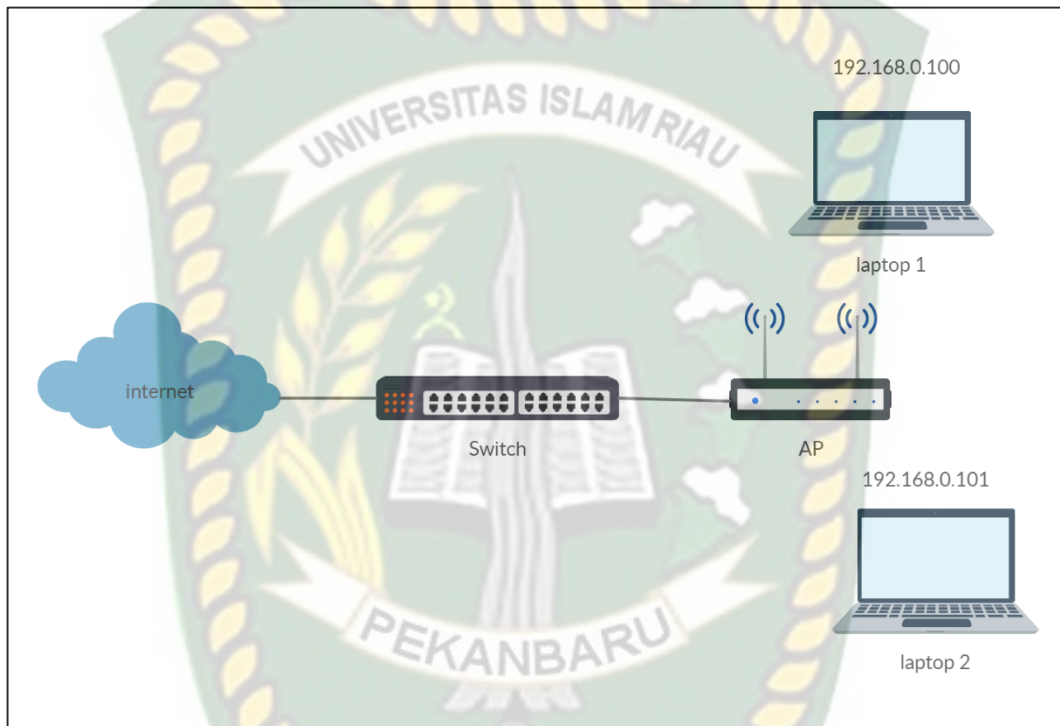 UNIVERSITAS ISLAM RIAU
192.168.0.100
laptop 1
internet
Switch
AP
192.168.0.101
laptop 2
PEKANBARU